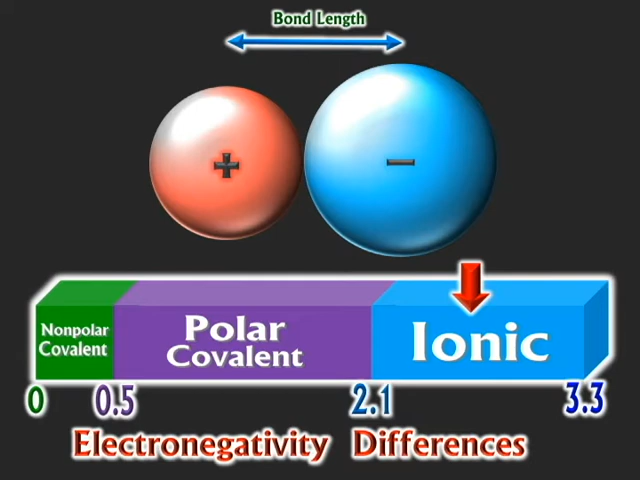 Bond Length
+
−
Nonpolar
Covalent
Polar
Covalent
Ionic
0
0.5
2.1
3.3
Electronegativity Differences